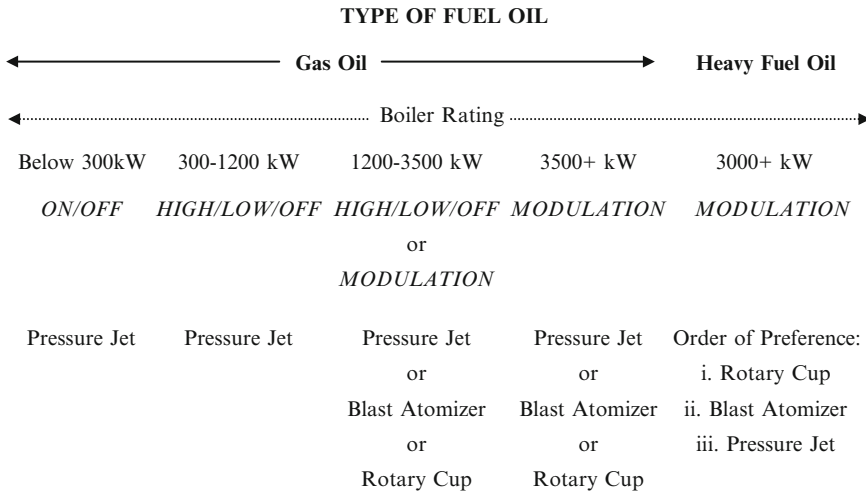 TYPE OF FUEL OIL
Gas Oil Heavy Fuel Oil
Boiler Rating
Below 300kW 300-1200 kW 1200-3500 kW 3500+ kW 3000+ kW
ON/OFF HIGH/LOW/OFF HIGH/LOW/OFF MODULATION MODULATION
or
MODULATION
Pressure Jet Pressure Jet Pressure Jet Pressure Jet Order of Preference:
or or i. Rotary Cup
Blast Atomizer Blast Atomizer ii. Blast Atomizer
or or iii. Pressure Jet
Rotary Cup Rotary Cup